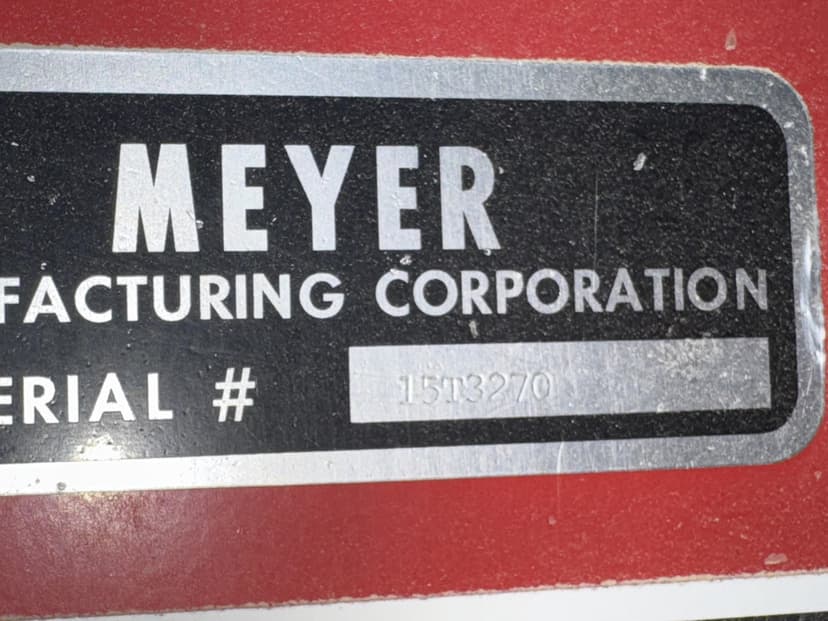 MEYER
FACTURING CORPORATION
ERIAL # 15T3270